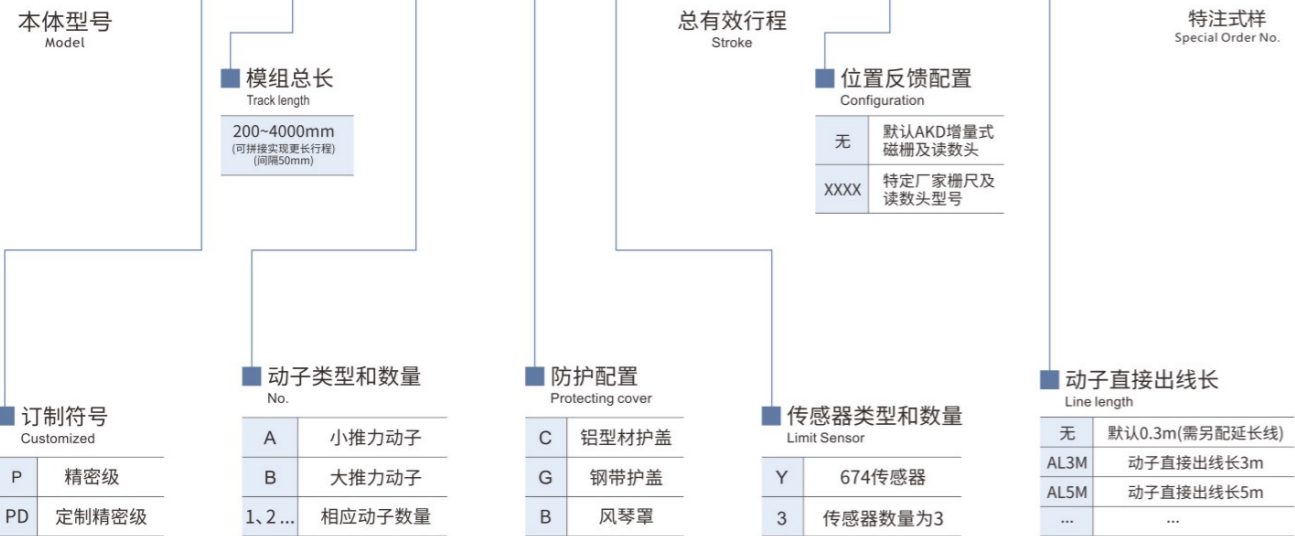 本体型号
Model
总有效行程
Stroke
特注式样
Special Order No.
模组总长
Track length
200~4000mm
(可拼接实现更长行程)
(间隔50mm)
位置反馈配置
Configuration
无 默认AKD增量式
磁栅及读数头
XXXX 特定厂家栅尺及
读数头型号
订制符号
Customized
P 精密级
PD 定制精密级
动子类型和数量
No.
A 小推力动子
B 大推力动子
1、2... 相应动子数量
防护配置
Protecting cover
C 铝型材护盖
G 钢带护盖
B 风琴罩
传感器类型和数量
Limit Sensor
Y 674传感器
3 传感器数量为3
动子直接出线长
Line length
无 默认0.3m(需另配延长线)
AL3M 动子直接出线长3m
AL5M 动子直接出线长5m
... ...